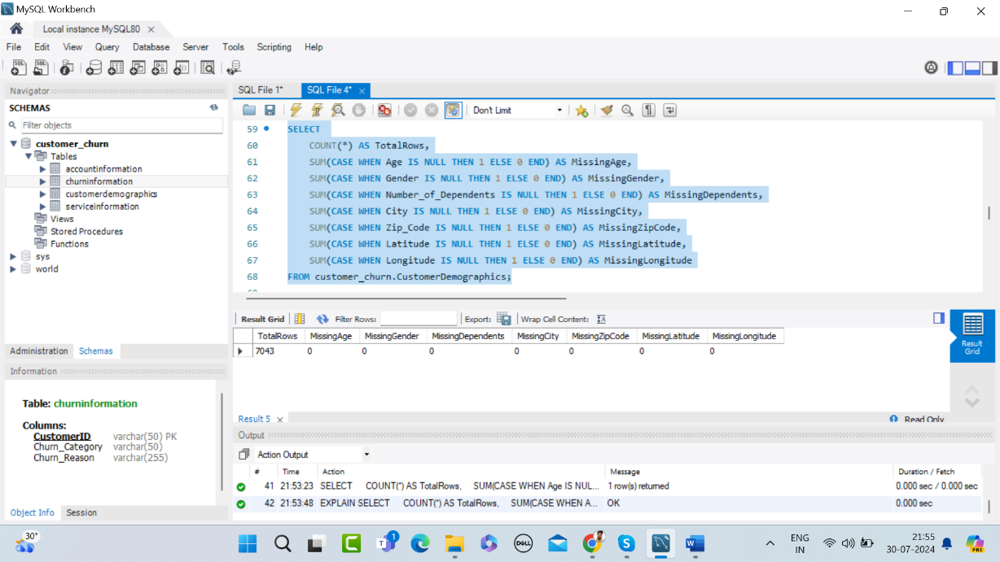 MySQL Workbench
Local instance MySQL80
File Edit View Query Database Server Tools Scripting Help
Navigator
SCHEMAS
Filter objects
customer_churn
Tables
accountinformation
churninformation
customerdemographics
serviceinformation
Views
Stored Procedures
Functions
sys
world
Administration Schemas
Information
Table: churninformation
Columns:
CustomerID varchar(50) PK
Churn_Category varchar(50)
Churn_Reason varchar(255)
Object Info Session
SQL File 1* SQL File 4*
Don't Limit
59 SELECT
60 COUNT(*) AS TotalRows,
61 SUM(CASE WHEN Age IS NULL THEN 1 ELSE 0 END) AS MissingAge,
62 SUM(CASE WHEN Gender IS NULL THEN 1 ELSE 0 END) AS MissingGender,
63 SUM(CASE WHEN Number_of_Dependents IS NULL THEN 1 ELSE 0 END) AS MissingDependents,
64 SUM(CASE WHEN City IS NULL THEN 1 ELSE 0 END) AS MissingCity,
65 SUM(CASE WHEN Zip_Code IS NULL THEN 1 ELSE 0 END) AS MissingZipCode,
66 SUM(CASE WHEN Latitude IS NULL THEN 1 ELSE 0 END) AS MissingLatitude,
67 SUM(CASE WHEN Longitude IS NULL THEN 1 ELSE 0 END) AS MissingLongitude
68 FROM customer_churn.CustomerDemographics;
Result Grid Filter Rows: Export: Wrap Cell Content:
TotalRows MissingAge MissingGender MissingDependents MissingCity MissingZipCode MissingLatitude MissingLongitude
7043 0 0 0 0 0 0 0
Result
Grid
Result 5 Read Only
Output
Action Output
# Time Action Message Duration / Fetch
41 21:53:23 SELECT COUNT(*) AS TotalRows, SUM(CASE WHEN Age IS NUL... 1 row(s) returned 0.000 sec / 0.000 sec
42 21:53:48 EXPLAIN SELECT COUNT(*) AS TotalRows, SUM(CASE WHEN A... OK 0.000 sec
30°
1
DELL
ENG
IN
21:55
30-07-2024
PRE